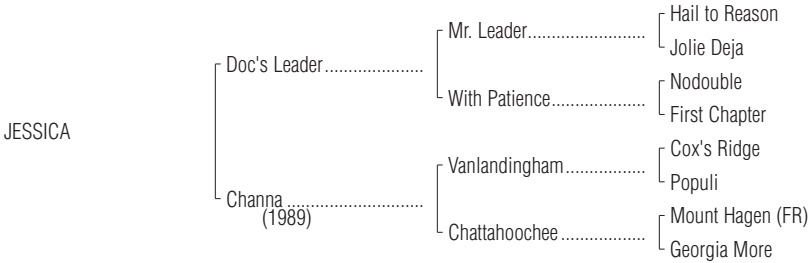 Hail to Reason
Mr. Leader
Jolie Deja
Doc's Leader
Nodouble
With Patience
First Chapter
JESSICA
Cox's Ridge
Vanlandingham
Populi
Channa
(1989)
Mount Hagen (FR)
Chattahoochee
Georgia More